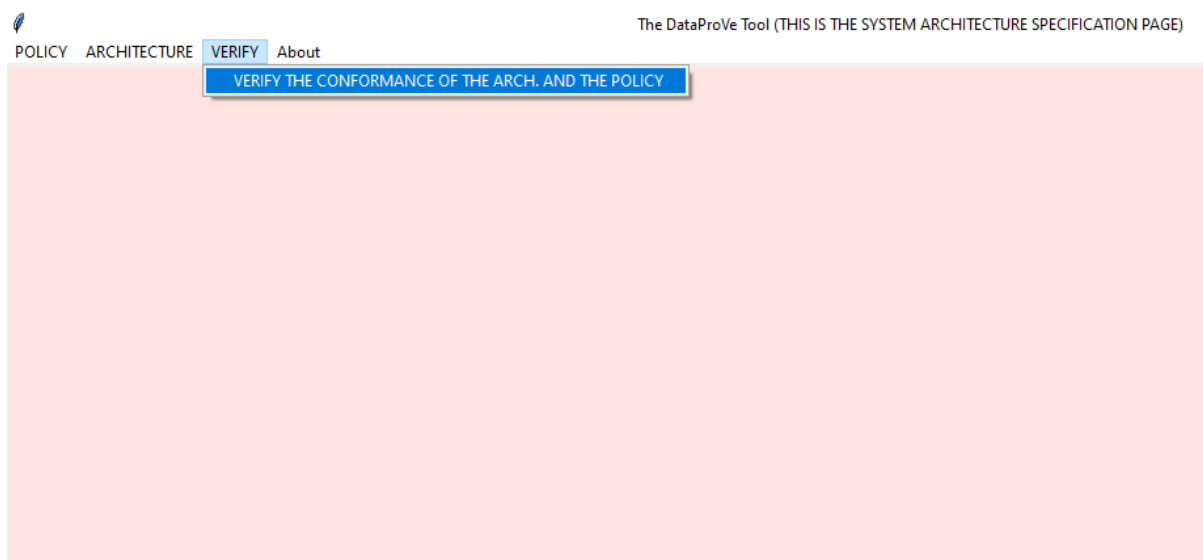 The DataProVe Tool (THIS IS THE SYSTEM ARCHITECTURE SPECIFICATION PAGE)
POLICY ARCHITECTURE VERIFY About
VERIFY THE CONFORMANCE OF THE ARCH. AND THE POLICY